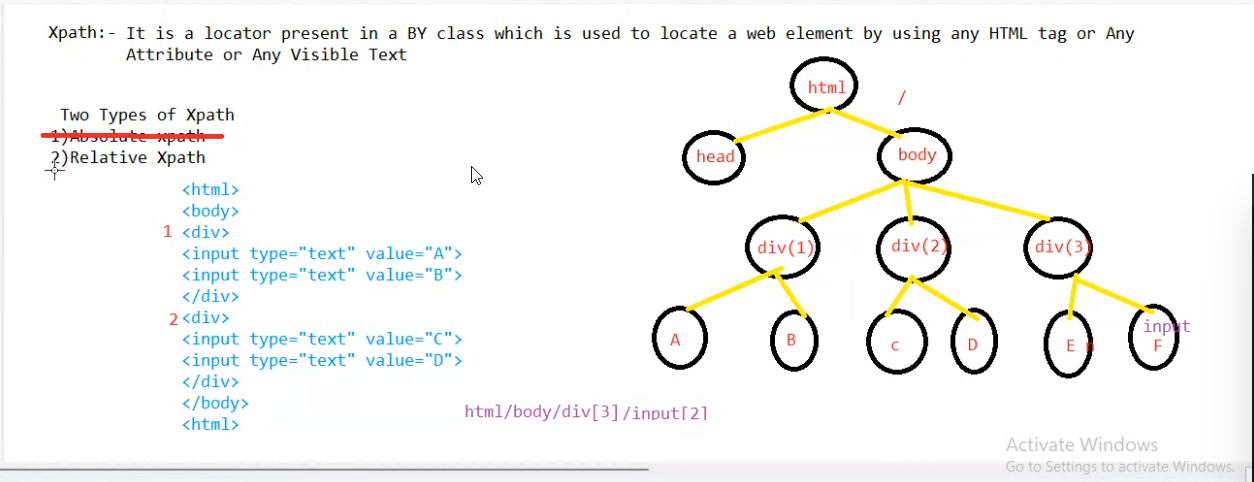 Xpath:- It is a locator present in a BY class which is used to locate a web element by using any HTML tag or Any
Attribute or Any Visible Text
Two Types of Xpath
1)Absolute xpath
2)Relative Xpath
<html>
<body>
1 <div>
<input type="text" value="A">
<input type="text" value="B">
</div>
2 <div>
<input type="text" value="C">
<input type="text" value="D">
</div>
</body>
<html>
html
/
head
body
div(1)
div(2)
div(3)
A
B
c
D
E n
input
F
html/body/div[3]/input[2]
Activate Windows
Go to Settings to activate Windows.